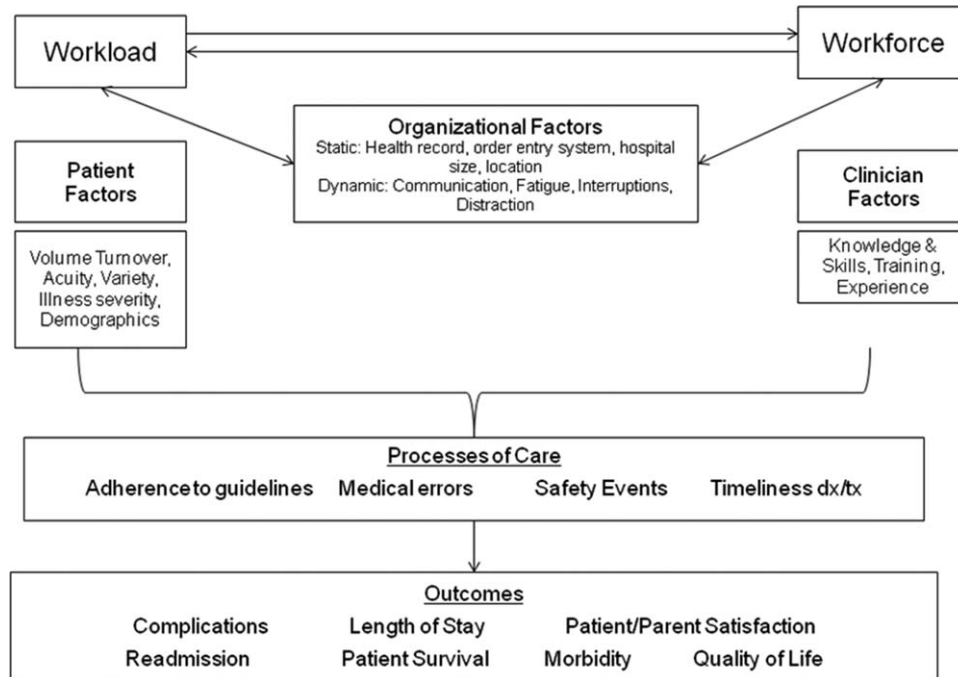 Workload
Workforce
Organizational Factors
Static: Health record, order entry system, hospital
size, location
Dynamic: Communication, Fatigue, Interruptions,
Distraction
Patient
Factors
Clinician
Factors
Volume Turnover,
Acuity, Variety,
Illness severity,
Demographics
Knowledge &
Skills, Training,
Experience
Processes of Care
Adherence to guidelines Medical errors Safety Events Timeliness dx/tx
Outcomes
Complications Length of Stay Patient/Parent Satisfaction
Readmission Patient Survival Morbidity Quality of Life